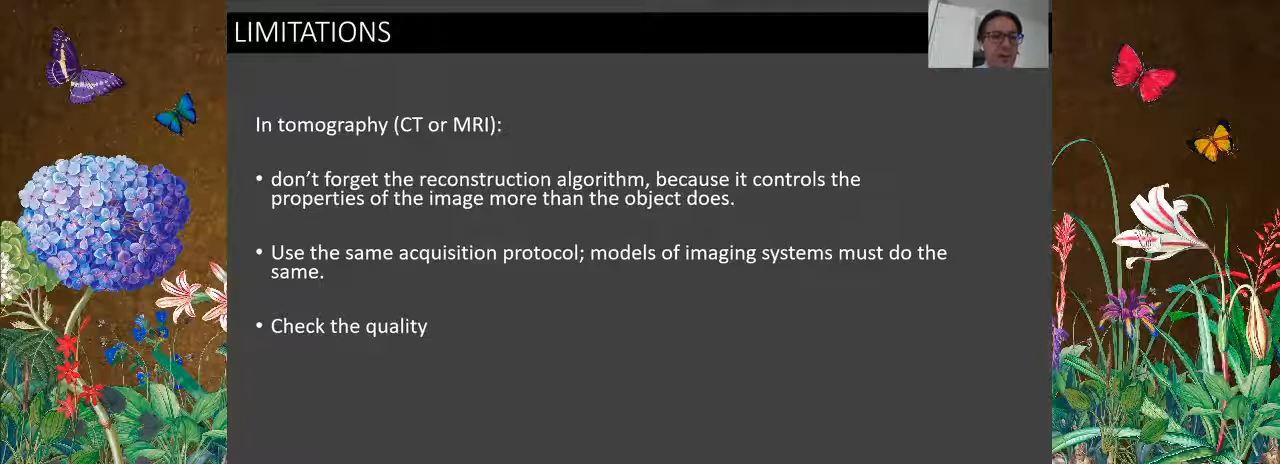 LIMITATIONS
In tomography (CT or MRI):
• don’t forget the reconstruction algorithm, because it controls the
properties of the image more than the object does.
• Use the same acquisition protocol; models of imaging systems must do the
same.
• Check the quality